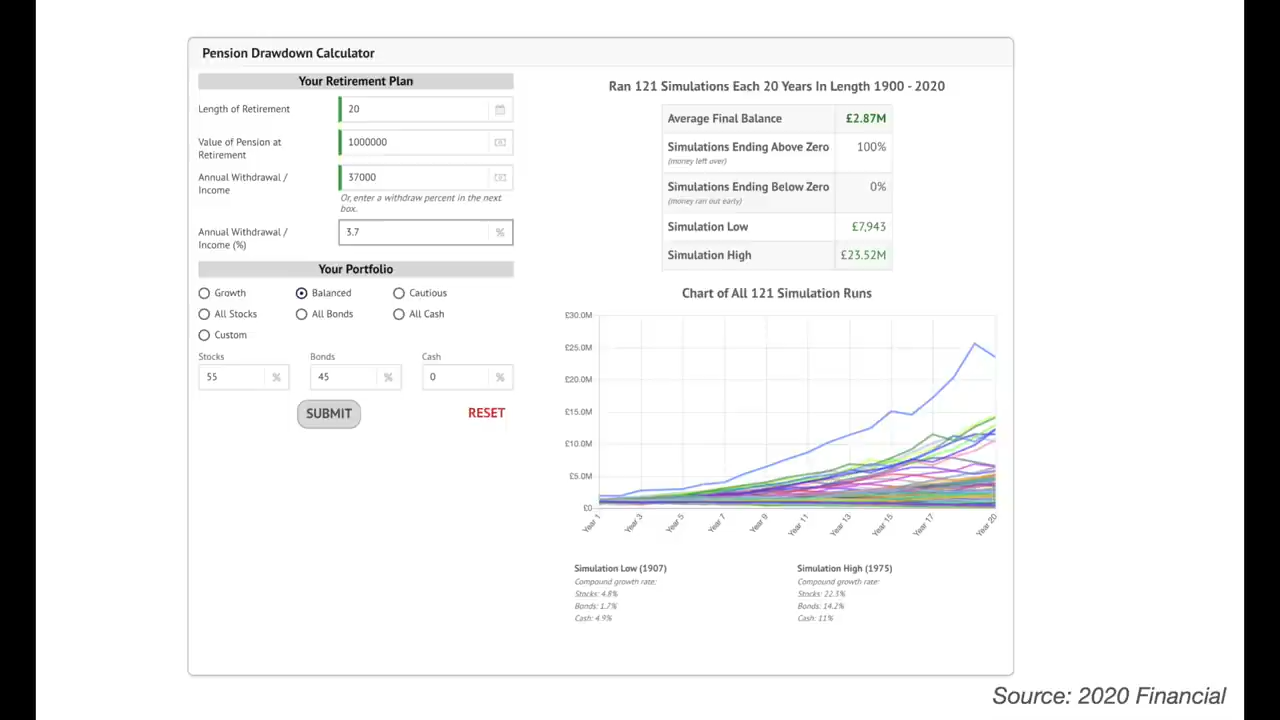 Pension Drawdown Calculator
Your Retirement Plan
Length of Retirement
20
Value of Pension at
Retirement
1000000
Annual Withdrawal /
Income
37000
Or, enter a withdraw percent in the next
box.
Annual Withdrawal /
Income (%)
3.7
%
Your Portfolio
Growth
Balanced
Cautious
All Stocks
All Bonds
All Cash
Custom
Stocks
Bonds
Cash
55 %
45 %
0 %
SUBMIT
RESET
Ran 121 Simulations Each 20 Years In Length 1900 - 2020
Average Final Balance £2.87M
Simulations Ending Above Zero 100%
(money left over)
Simulations Ending Below Zero 0%
(money ran out early)
Simulation Low £7,943
Simulation High £23.52M
Chart of All 121 Simulation Runs
£30.0M
£25.0M
£20.0M
£15.0M
£10.0M
£5.0M
£0
Year 1
Year 3
Year 5
Year 7
Year 9
Year 11
Year 13
Year 15
Year 17
Year 20
Simulation Low (1907)
Compound growth rate:
Stocks: 4.8%
Bonds: 1.7%
Cash: 4.9%
Simulation High (1975)
Compound growth rate:
Stocks: 22.3%
Bonds: 14.2%
Cash: 11%
Source: 2020 Financial